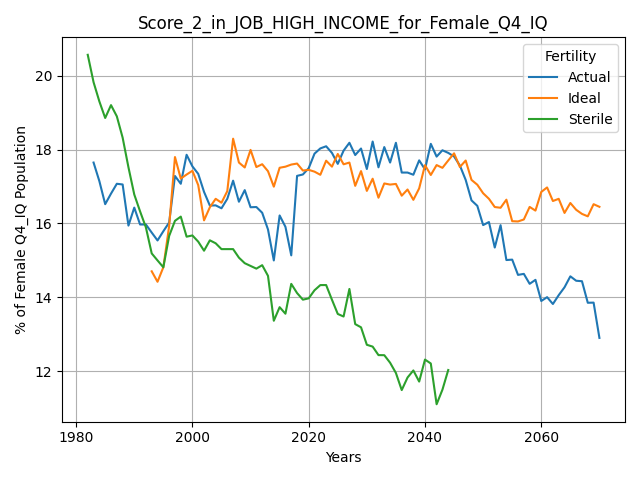 Score_2_in_JOB_HIGH_INCOME_for_Female_Q4_IQ
Fertility
Actual
Ideal
Sterile
% of Female Q4_IQ Population
20
18
16
14
12
1980
2000
2020
2040
2060
Years